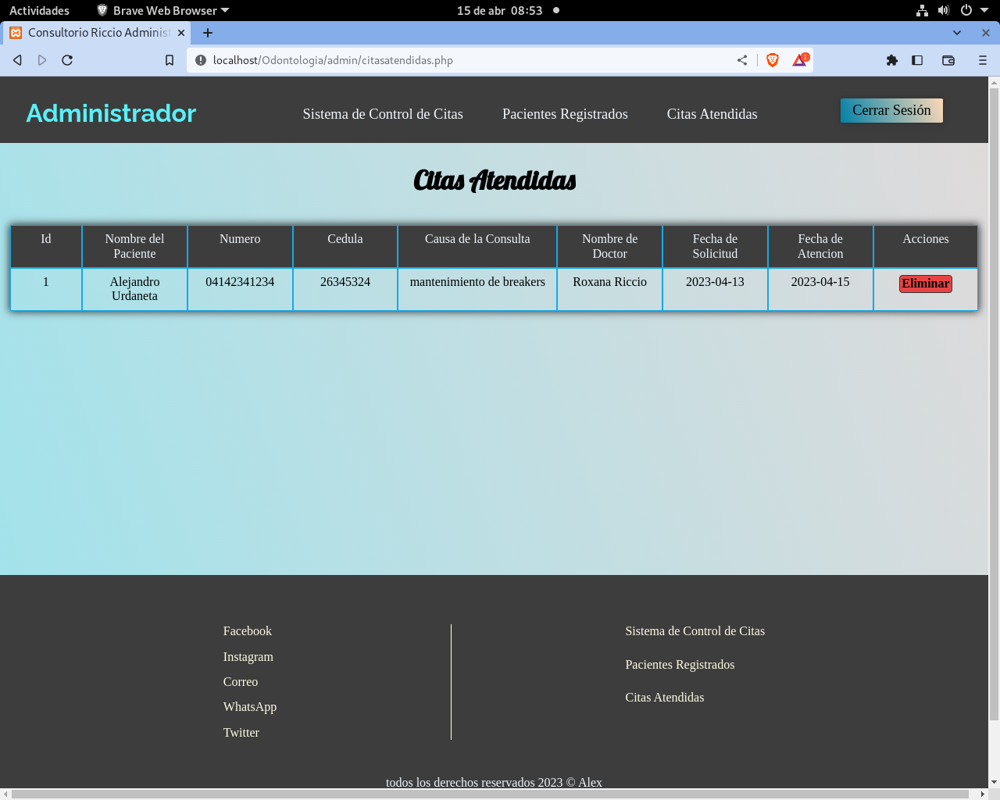 Actividades Brave Web Browser 15 de abr 08:53
Consultorio Riccio Administ
localhost/Odontologia/admin/citasatendidas.php 1
Administrador Sistema de Control de Citas Pacientes Registrados Citas Atendidas Cerrar Sesión
Citas Atendidas
Id Nombre del Paciente Numero Cedula Causa de la Consulta Nombre de Doctor Fecha de Solicitud Fecha de Atencion Acciones
1 Alejandro Urdaneta 04142341234 26345324 mantenimiento de breakers Roxana Riccio 2023-04-13 2023-04-15 Eliminar
Facebook
Instagram
Correo
WhatsApp
Twitter
Sistema de Control de Citas
Pacientes Registrados
Citas Atendidas
todos los derechos reservados 2023 © Alex